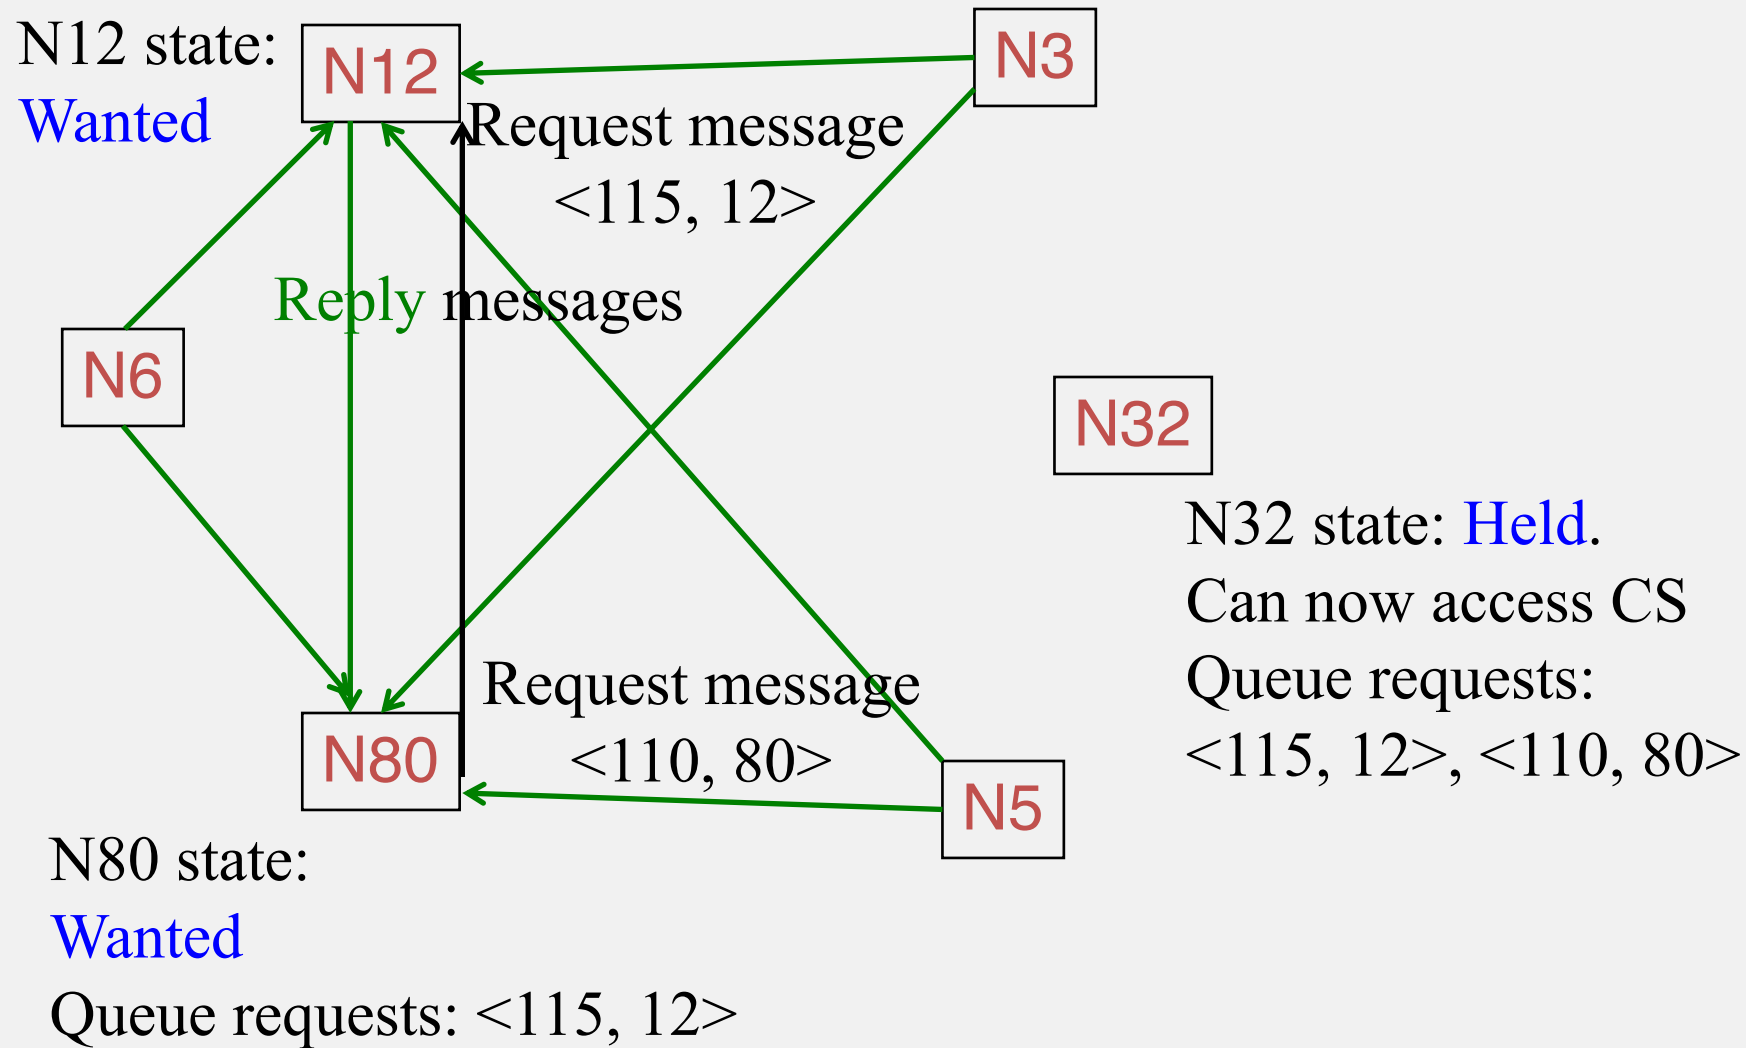 N12 state:
Wanted
N12
N3
Request message
<115, 12>
Reply messages
N6
N32
N32 state: Held.
Can now access CS
Queue requests:
<115, 12>, <110, 80>
Request message
<110, 80>
N80
N5
N80 state:
Wanted
Queue requests: <115, 12>